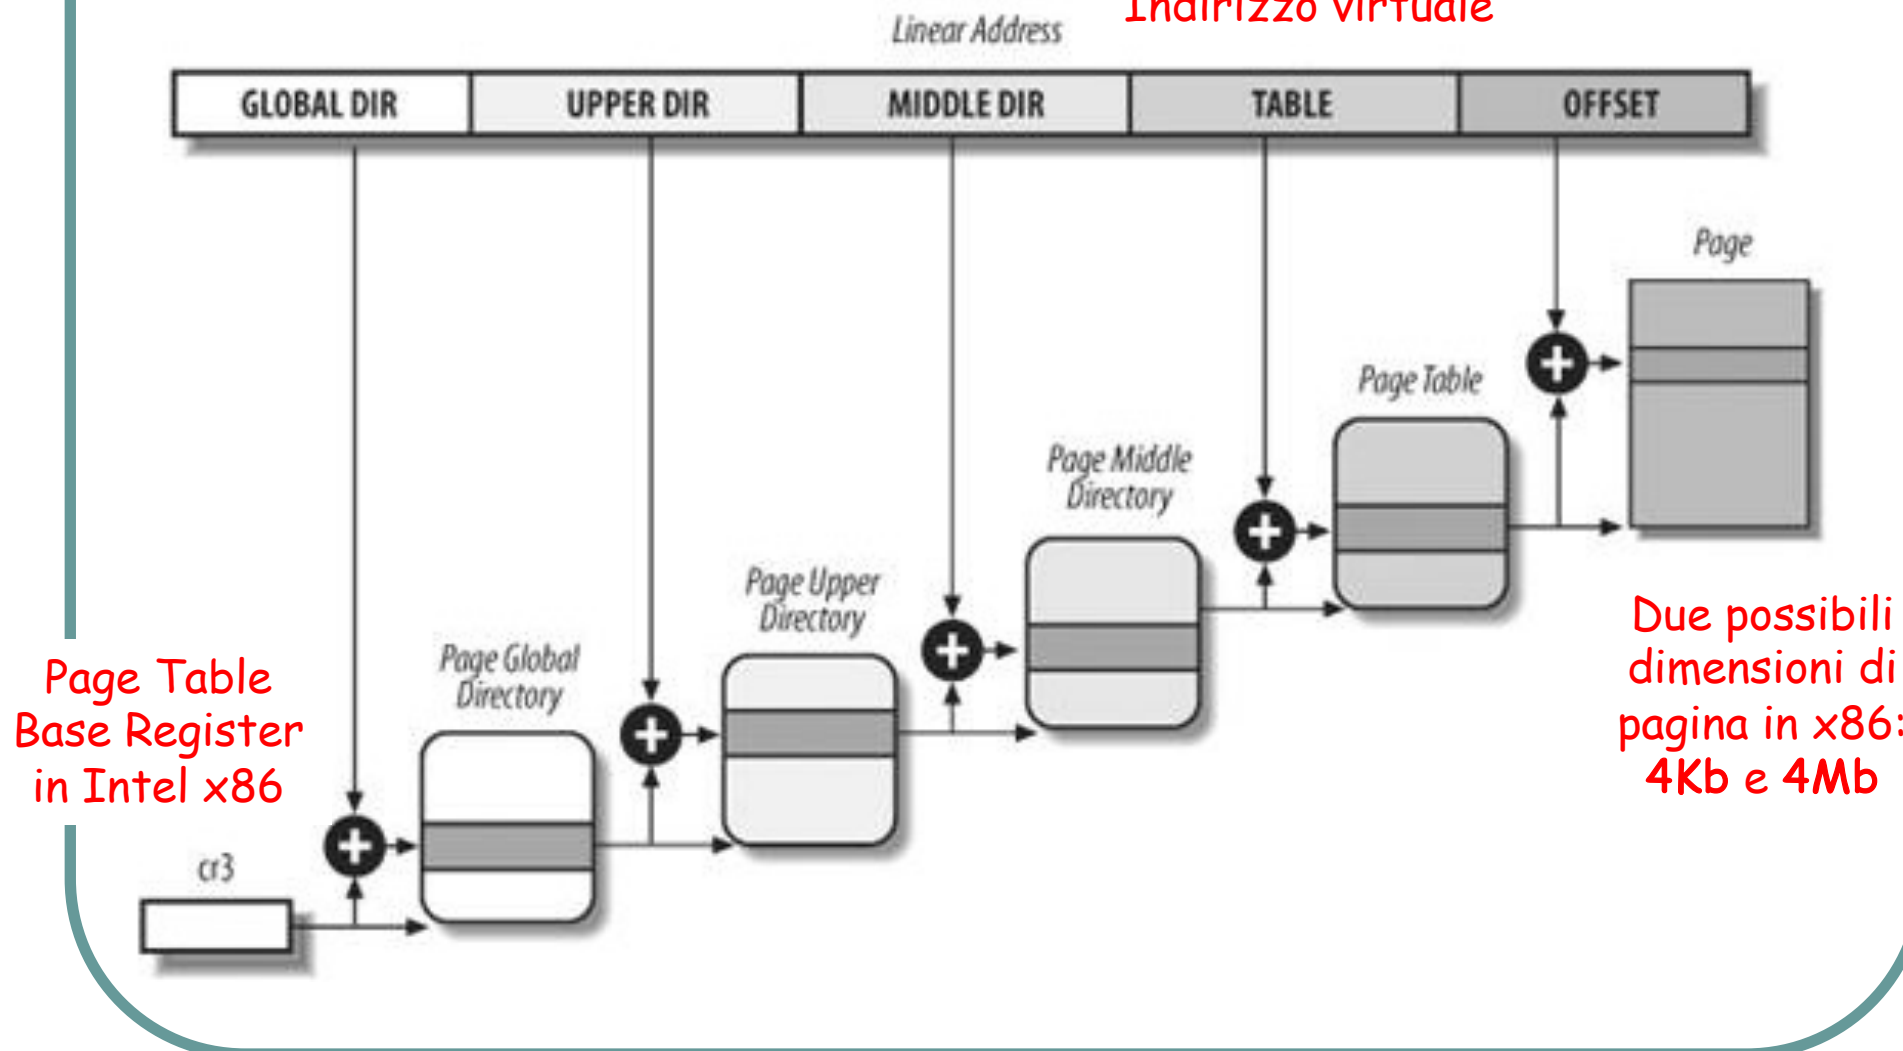 Indirizzo virtuale
Linear Address
GLOBAL DIR
UPPER DIR
MIDDLE DIR
TABLE
OFFSET
Page
Page Table
Page Middle
Directory
Page Upper
Directory
Page Global
Directory
Due possibili
dimensioni di
pagina in x86:
4Kb e 4Mb
Page Table
Base Register
in Intel x86
cr3